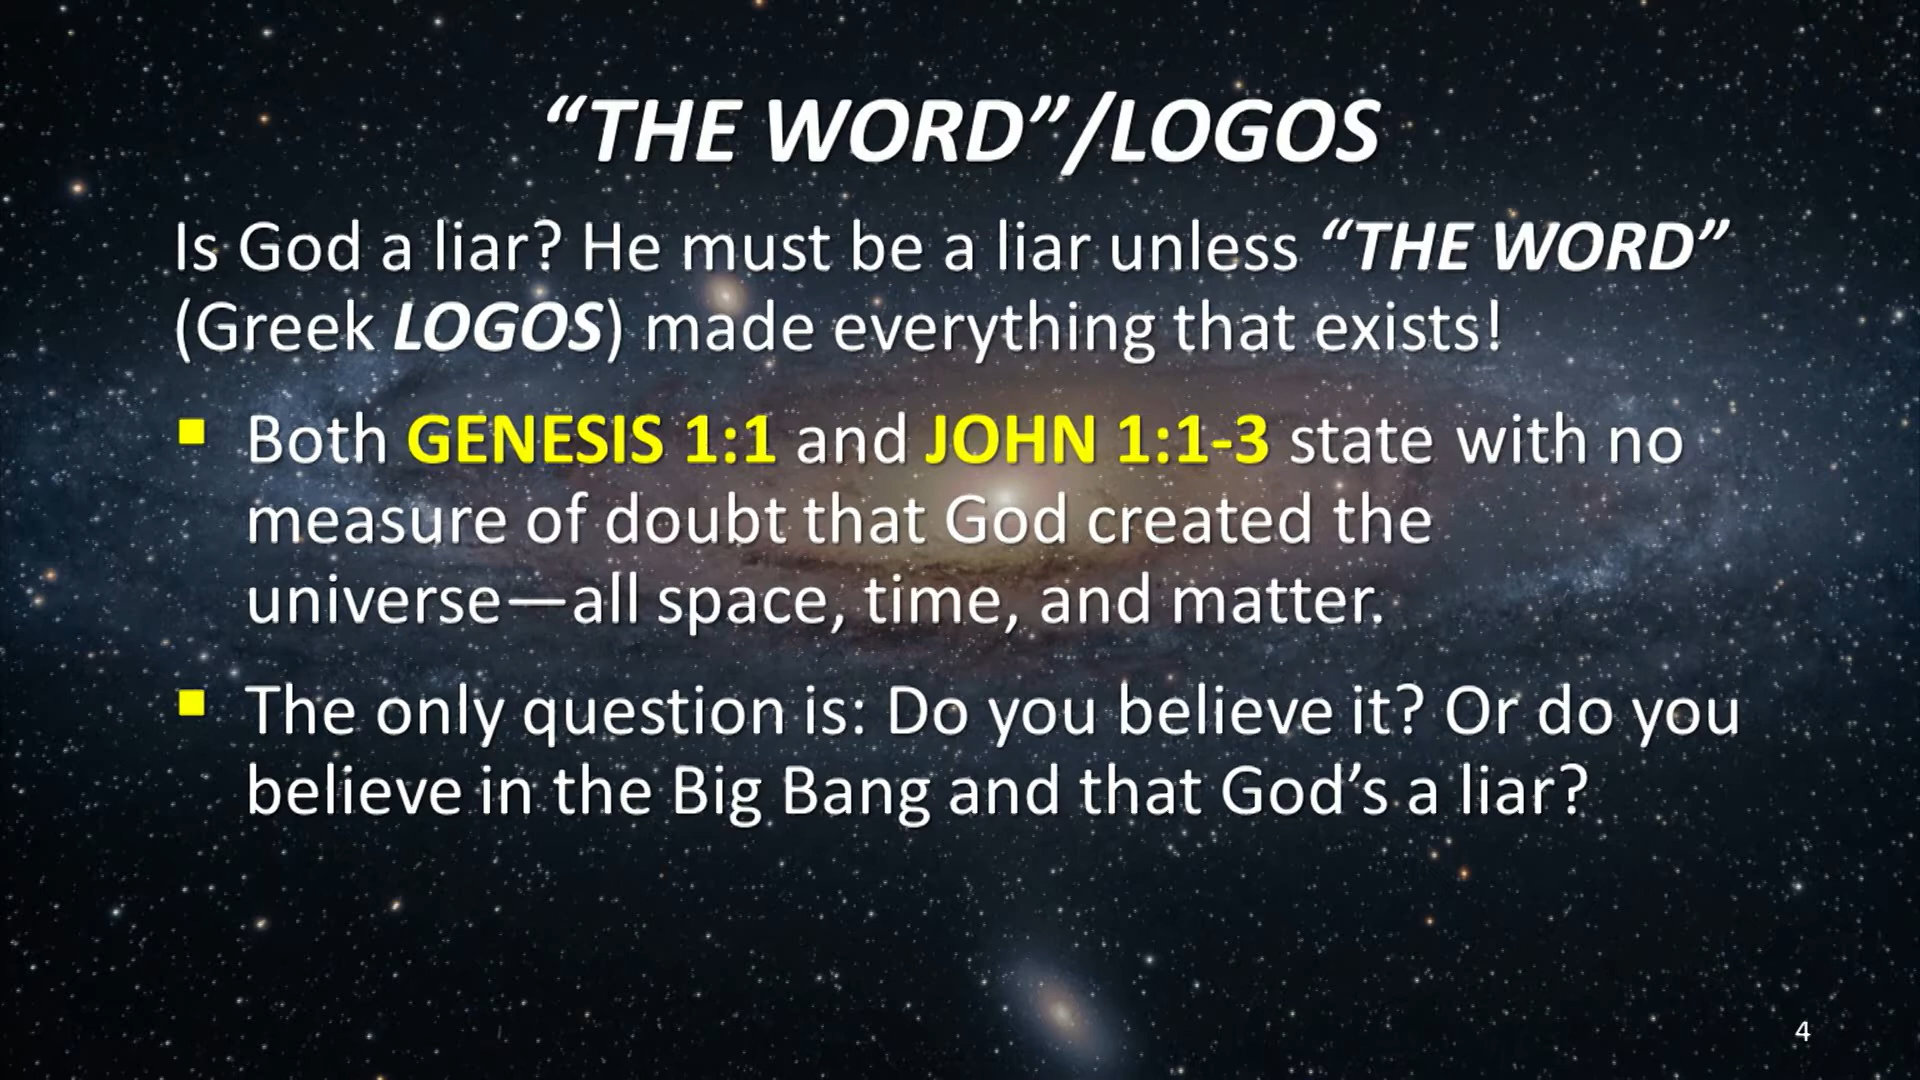 “THE WORD”/LOGOS
Is God a liar? He must be a liar unless “THE WORD”
(Greek LOGOS) made everything that exists!
▪ Both GENESIS 1:1 and JOHN 1:1-3 state with no
measure of doubt that God created the
universe—all space, time, and matter.
▪ The only question is: Do you believe it? Or do you
believe in the Big Bang and that God’s a liar?
4